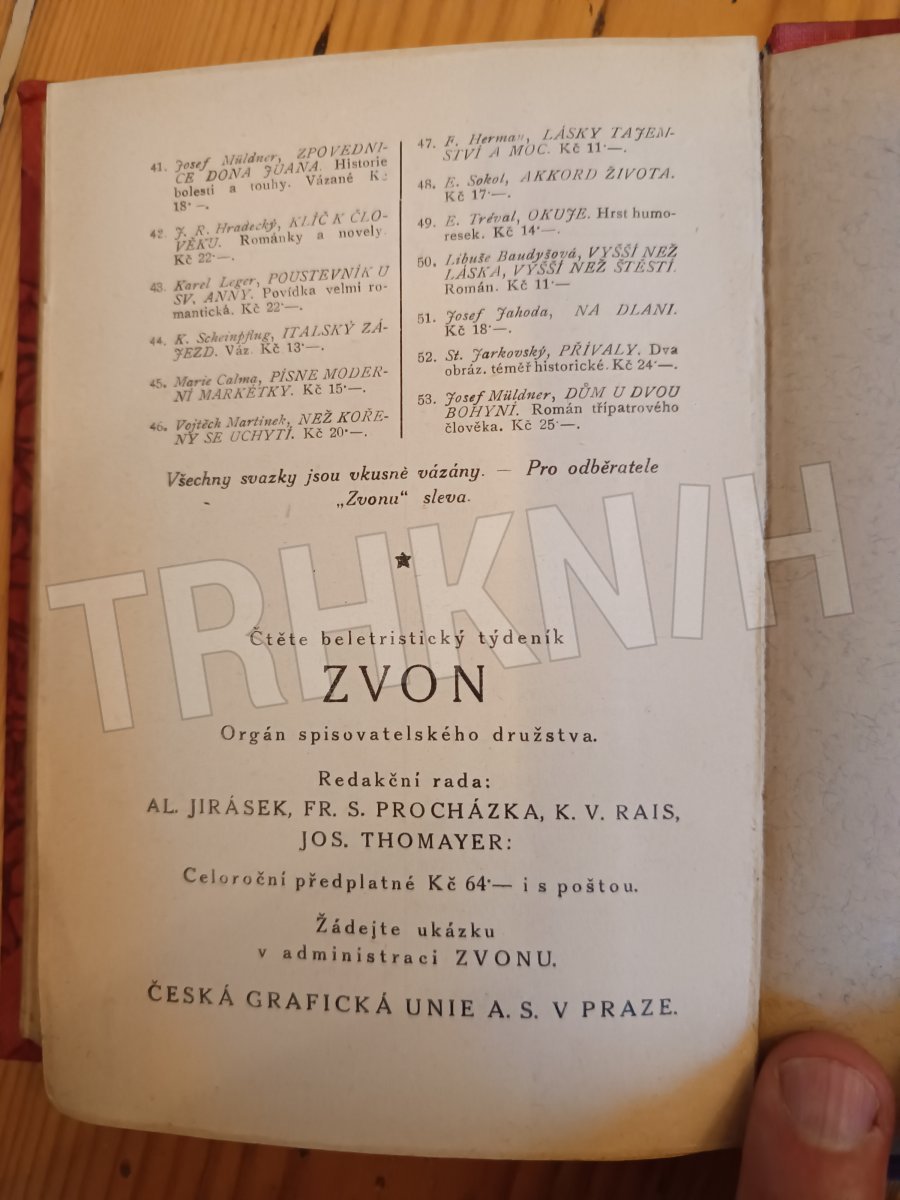 41. Josef Müldner, ZPOVEDNI-
CE DONA JUANA. Historie
bolesti a touhy. Vázané K:
18·—.
42. J. R. Hradecký, KLÍČ K ČLO-
VĚKU. Románky a novely.
Kč 22·—.
43. Karel Leger, POUSTEVNÍK U
SV. ANNY. Povídka velmi ro-
mantická. Kč 22·—.
44. K. Scheinpflug, ITALSKÝ ZÁ-
JEZD. Váz. Kč 13·—.
45. Marie Calma, PÍSNE MODER-
NÍ MARKÉTKY. Kč 15·—.
46. Vojtěch Martínek, NEŽ KOŘE-
NY SE UCHYTÍ. Kč 20·—.
47. F. Herman, LÁSKY TAJEM-
STVÍ A MOC. Kč 11·—.
48. E. Sokol, AKKORD ŽIVOTA.
Kč 17·—.
49. E. Tréval, OKUJE. Hrst humo-
resek. Kč 14·—.
50. Libuše Baudyšová, VYŠŠÍ NEŽ
LÁSKA, VYŠŠÍ NEŽ ŠTĚSTÍ.
Román. Kč 11·—
51. Josef Jahoda, NA DLANI.
Kč 18·—.
52. St. Jarkovský, PŘÍVALY. Dva
obráz. téměř historické. Kč 24·—.
53. Josef Müldner, DŮM U DVOU
BOHYNÍ. Román třípatrového
člověka. Kč 25·—.
Všechny svazky jsou vkusně vázány. — Pro odběratele
„Zvonu“ sleva.
TRHKNIH
Čtěte beletristický týdeník
ZVON
Orgán spisovatelského družstva.
Redakční rada:
AL. JIRÁSEK, FR. S. PROCHÁZKA, K. V. RAIS,
JOS. THOMAYER:
Celoroční předplatné Kč 64·— i s poštou.
Žádejte ukázku
v administraci ZVONU.
ČESKÁ GRAFICKÁ UNIE A. S. V PRAZE.